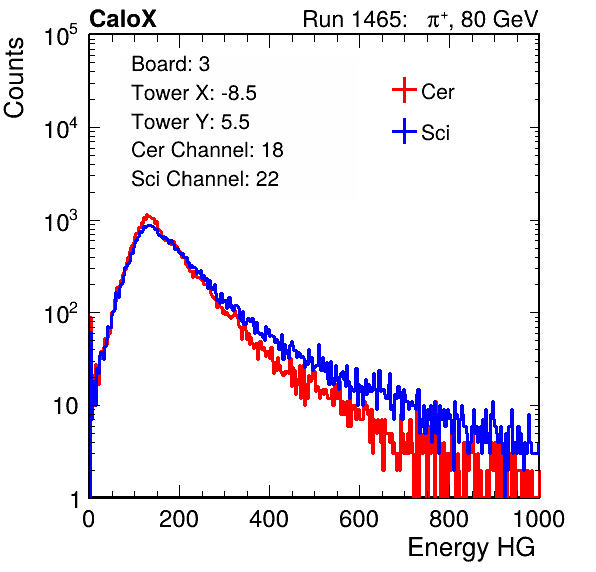 CaloX Run 1465: π⁺, 80 GeV
Counts
Board: 3
Tower X: -8.5
Tower Y: 5.5
Cer Channel: 18
Sci Channel: 22
Cer
Sci
10⁵
10⁴
10³
10²
10
1
0 200 400 600 800 1000
Energy HG